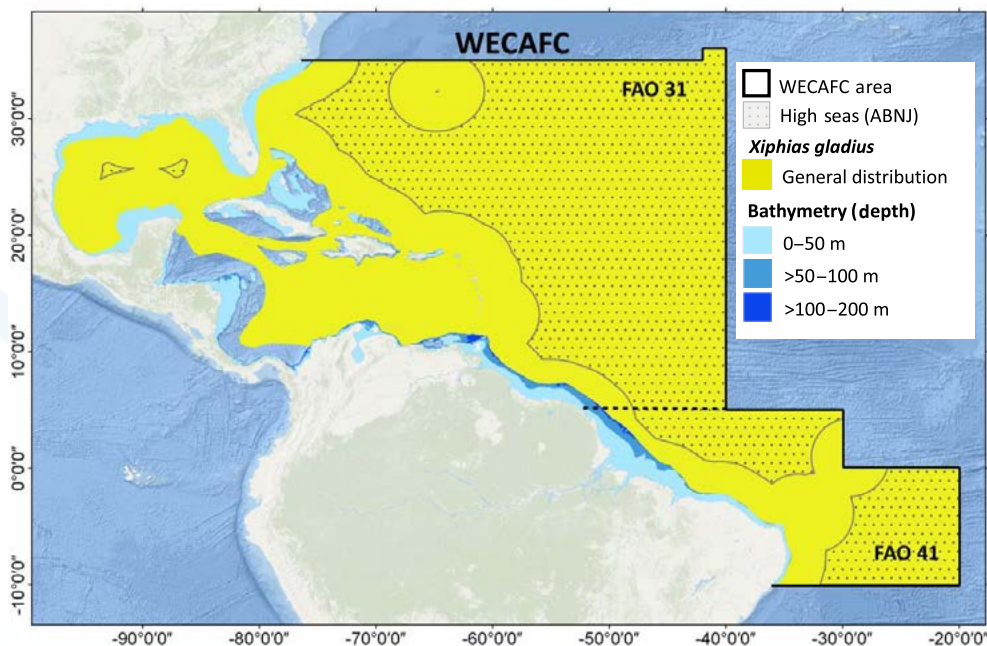 WECAFC
FAO 31
WECAFC area
High seas (ABNJ)
Xiphias gladius
General distribution
Bathymetry (depth)
0–50 m
>50–100 m
>100–200 m
FAO 41
30°0'0"
20°0'0"
10°0'0"
0°0'0"
-10°0'0"
-90°0'0" -80°0'0" -70°0'0" -60°0'0" -50°0'0" -40°0'0" -30°0'0" -20°0'0"